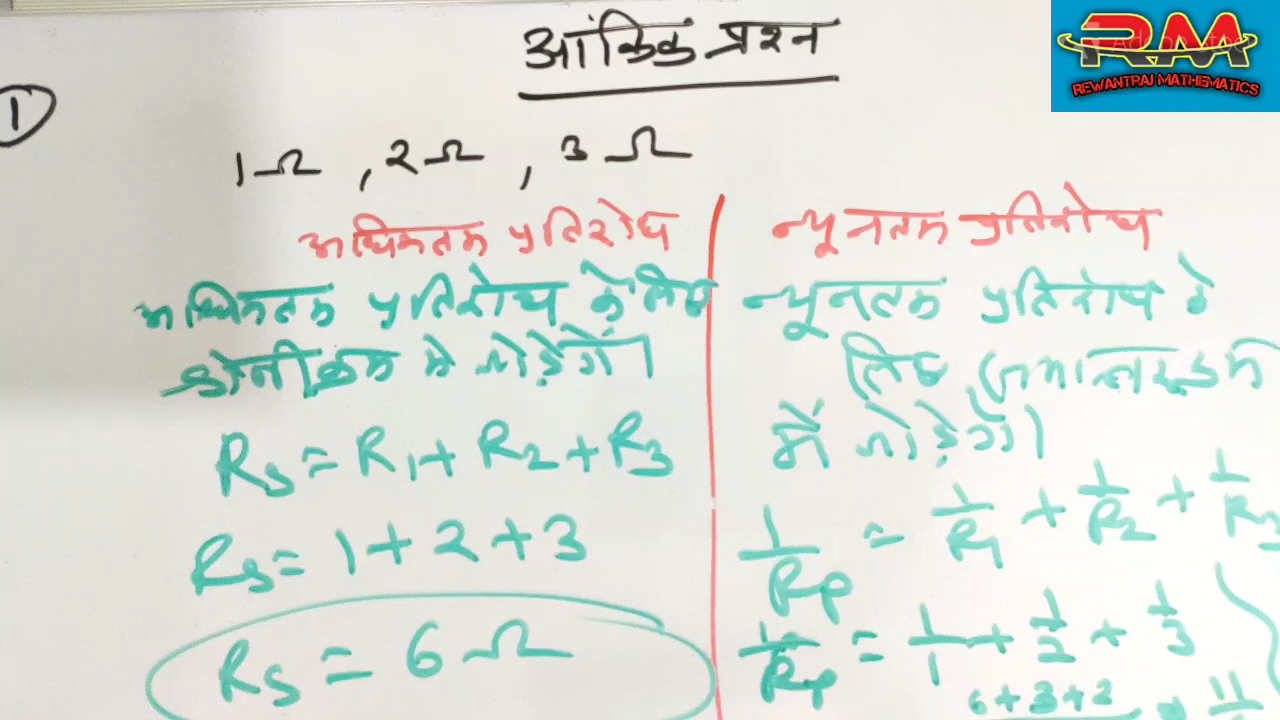 आंकिक प्रश्न
RM
REWANTRAJ MATHEMATICS
1
1Ω , 2Ω , 3Ω
अधिकतम प्रतिरोध
अधिकतम प्रतिरोध के लिए
श्रेणीक्रम मे जोड़ेगें।
Rs = R1 + R2 + R3
Rs = 1 + 2 + 3
Rs = 6Ω
न्यूनतम प्रतिरोध
न्यूनतम प्रतिरोध के
लिए समान्तरक्रम
में जोड़ेगें।
1/Rp = 1/R1 + 1/R2 + 1/R3
1/Rp = 1/1 + 1/2 + 1/3
6+3+2 = 11